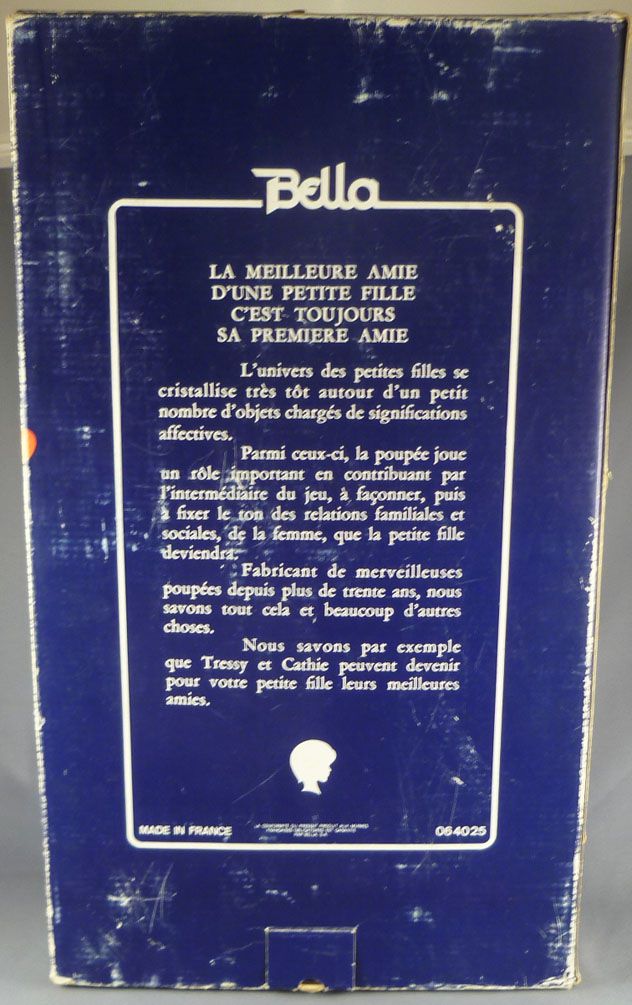 Bella
LA MEILLEURE AMIE
D'UNE PETITE FILLE
C'EST TOUJOURS
SA PREMIERE AMIE
L'univers des petites filles se
cristallise très tôt autour d'un petit
nombre d'objets chargés de significations
affectives.
Parmi ceux-ci, la poupée joue
un rôle important en contribuant par
l'intermédiaire du jeu, à façonner, puis
à fixer le ton des relations familiales et
sociales, de la femme, que la petite fille
deviendra.
Fabricant de merveilleuses
poupées depuis plus de trente ans, nous
savons tout cela et beaucoup d'autres
choses.
Nous savons par exemple
que Tressy et Cathie peuvent devenir
pour votre petite fille leurs meilleures
amies.
MADE IN FRANCE
064025